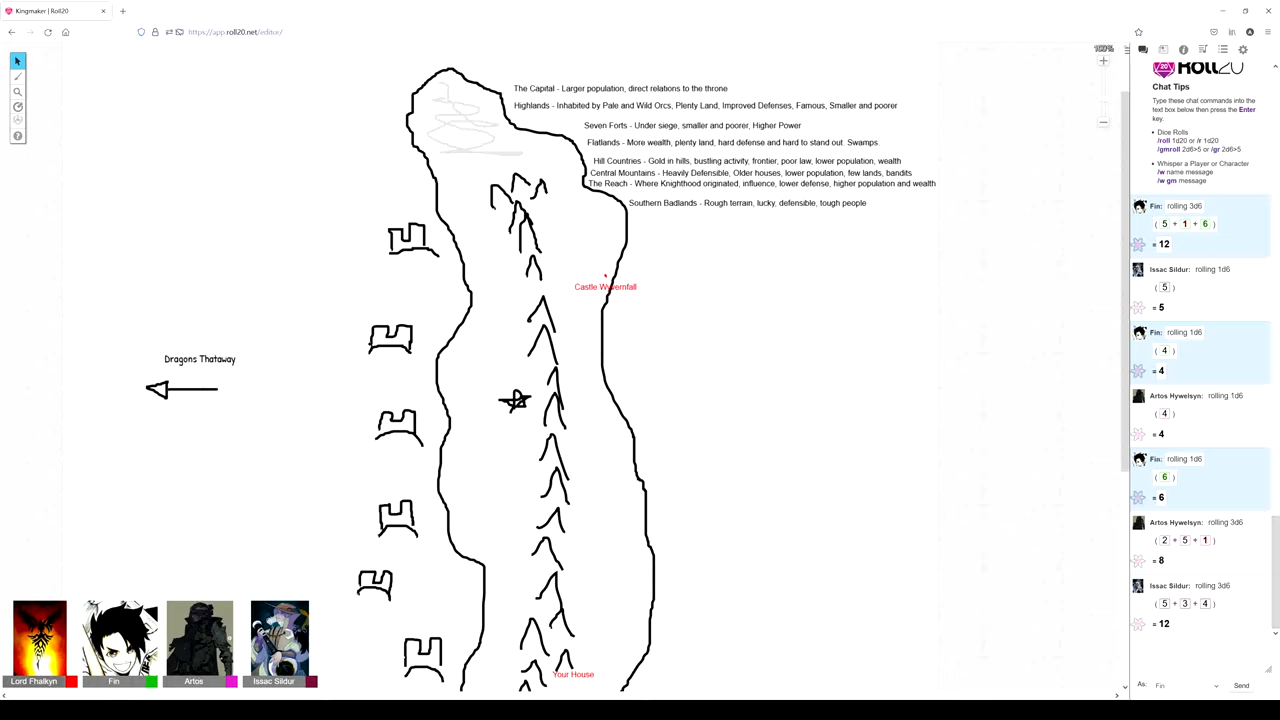 Kingmaker | Roll20
https://app.roll20.net/editor/
100%
The Capital - Larger population, direct relations to the throne
Highlands - Inhabited by Pale and Wild Orcs, Plenty Land, Improved Defenses, Famous, Smaller and poorer
Seven Forts - Under siege, smaller and poorer, Higher Power
Flatlands - More wealth, plenty land, hard defense and hard to stand out Swamps
Hill Countries - Gold in hills, bustling activity, frontier, poor law, lower population, wealth
Central Mountains - Heavily Defensible, Older houses, lower population, few lands, bandits
The Reach - Where Knighthood originated, influence, lower defense, higher population and wealth
Southern Badlands - Rough terrain, lucky, defensible, tough people
Castle Wyvernfall
Dragons Thataway
Your House
Lord Fhalkyn
Fin
Artos
Issac Sildur
Roll20
Chat Tips
Type these chat commands into the
text box below then press the Enter
key.
• Dice Rolls
/roll 1d20 or /r 1d20
/gmroll 2d6>5 or /gr 2d6>5
• Whisper a Player or Character
/w name message
/w gm message
Fin: rolling 3d6
( 5 + 1 + 6 )
= 12
Issac Sildur: rolling 1d6
( 5 )
= 5
Fin: rolling 1d6
( 4 )
= 4
Artos Hywelsyn: rolling 1d6
( 4 )
= 4
Fin: rolling 1d6
( 6 )
= 6
Artos Hywelsyn: rolling 3d6
( 2 + 5 + 1 )
= 8
Issac Sildur: rolling 3d6
( 5 + 3 + 4 )
= 12
As: Fin Send